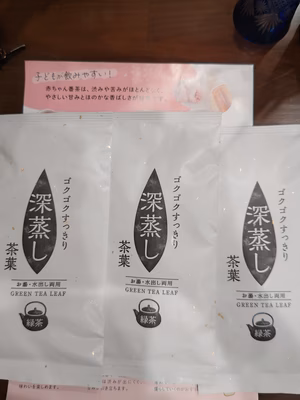 子どもが飲みやすい！
赤ちゃん番茶は、渋みや苦みがほとんど
やさしい甘みとほのかな香ばしさが
ゴクゴクすっきり
深蒸し
茶葉
お湯・水出し両用
GREEN TEA LEAF
緑茶
ゴクゴクすっきり
深蒸し
茶葉
お湯・水出し両用
GREEN TEA LEAF
緑茶
ゴクゴクすっきり
深蒸し
茶葉
お湯・水出し両用
GREEN TEA LEAF
緑茶